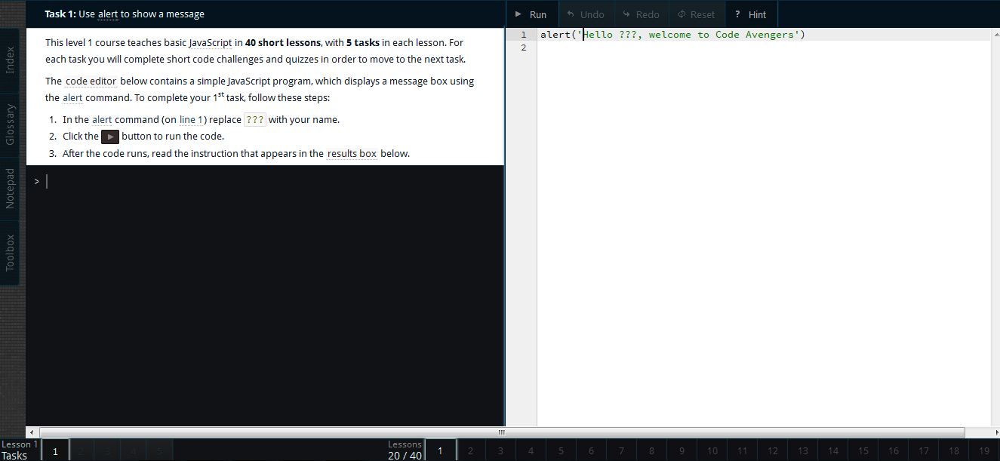 Task 1: Use alert to show a message
Run
Undo
Redo
Reset
? Hint
Index
Glossary
Notepad
Toolbox
This level 1 course teaches basic JavaScript in 40 short lessons, with 5 tasks in each lesson. For
each task you will complete short code challenges and quizzes in order to move to the next task.
The code editor below contains a simple JavaScript program, which displays a message box using
the alert command. To complete your 1st task, follow these steps:
1. In the alert command (on line 1) replace ??? with your name.
2. Click the button to run the code.
3. After the code runs, read the instruction that appears in the results box below.
>
1 alert('Hello ???, welcome to Code Avengers')
2
Lesson 1
Tasks
1 2 3 4 5
Lessons
20 / 40
1 2 3 4 5 6 7 8 9 10 11 12 13 14 15 16 17 18 19